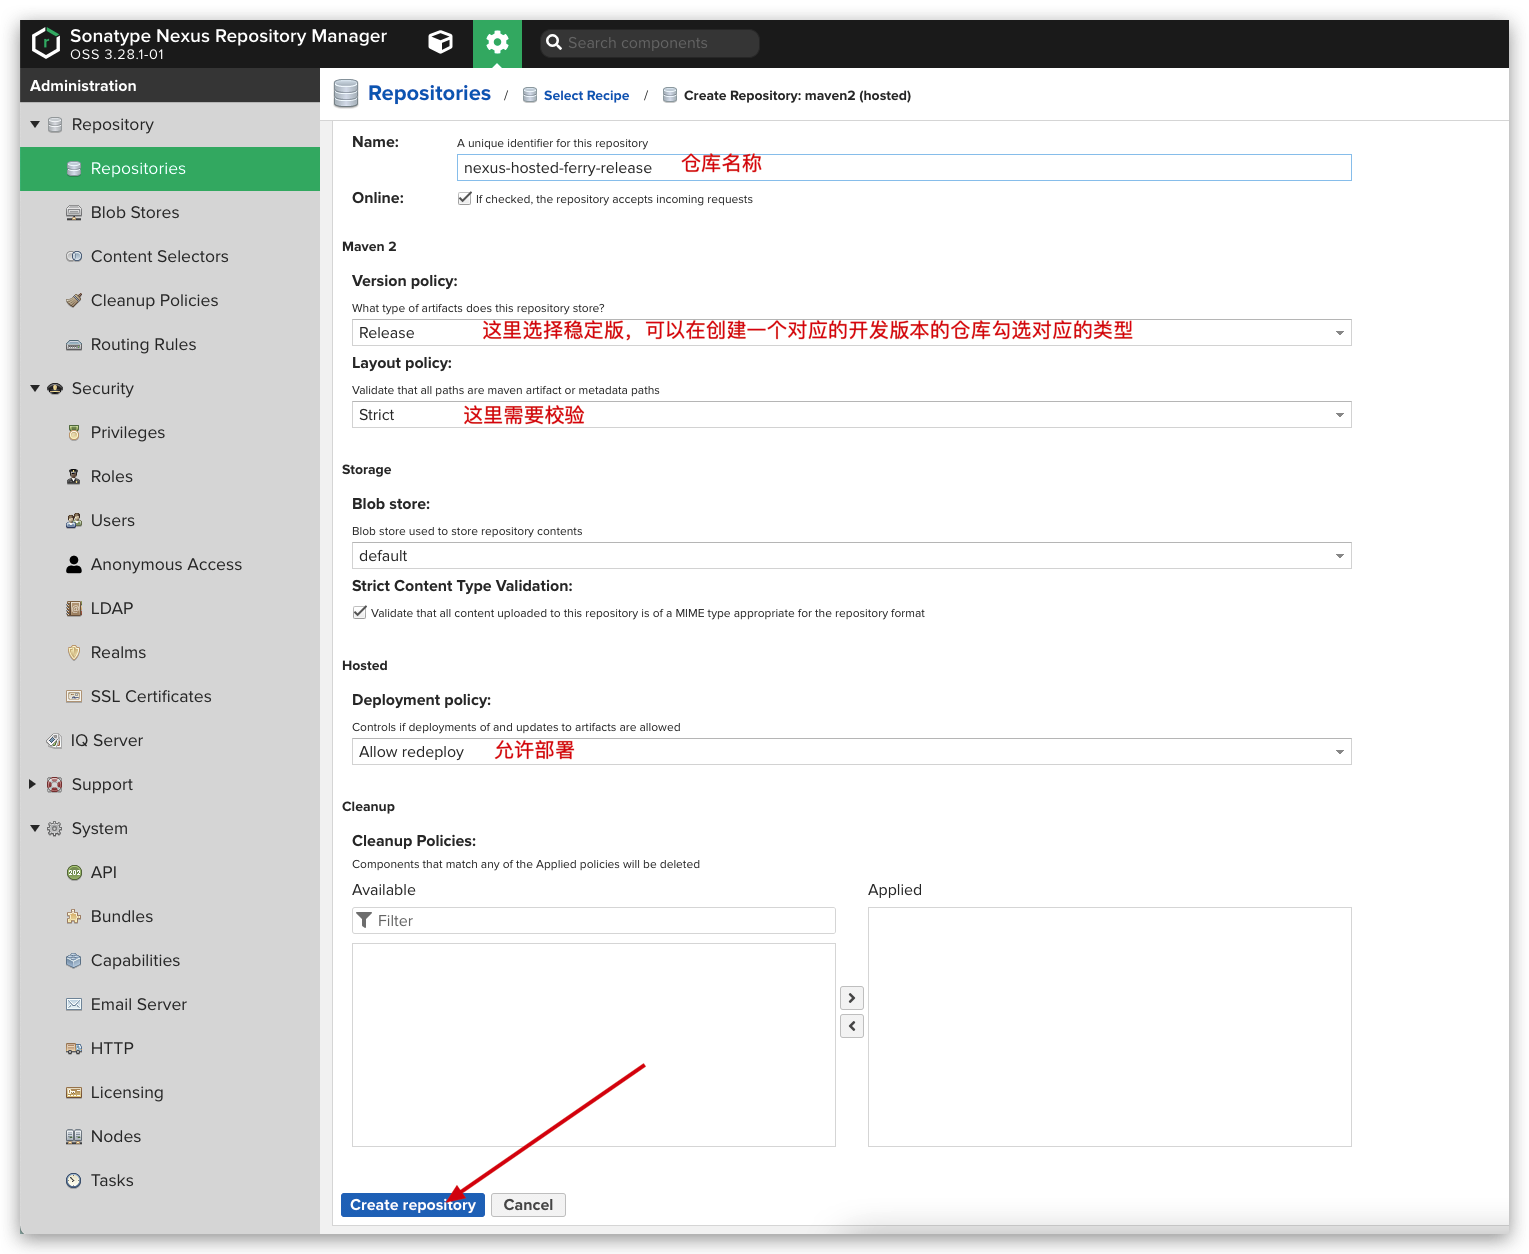 Sonatype Nexus Repository Manager
OSS 3.28.1-01
Search components
Administration
Repository
Repositories
Blob Stores
Content Selectors
Cleanup Policies
Routing Rules
Security
Privileges
Roles
Users
Anonymous Access
LDAP
Realms
SSL Certificates
IQ Server
Support
System
API
Bundles
Capabilities
Email Server
HTTP
Licensing
Nodes
Tasks
Repositories / Select Recipe / Create Repository: maven2 (hosted)
Name: A unique identifier for this repository
nexus-hosted-ferry-release 仓库名称
Online: If checked, the repository accepts incoming requests
Maven 2
Version policy:
What type of artifacts does this repository store?
Release 这里选择稳定版，可以在创建一个对应的开发版本的仓库勾选对应的类型
Layout policy:
Validate that all paths are maven artifact or metadata paths
Strict 这里需要校验
Storage
Blob store:
Blob store used to store repository contents
default
Strict Content Type Validation:
Validate that all content uploaded to this repository is of a MIME type appropriate for the repository format
Hosted
Deployment policy:
Controls if deployments of and updates to artifacts are allowed
Allow redeploy 允许部署
Cleanup
Cleanup Policies:
Components that match any of the Applied policies will be deleted
Available Applied
Filter
Create repository Cancel